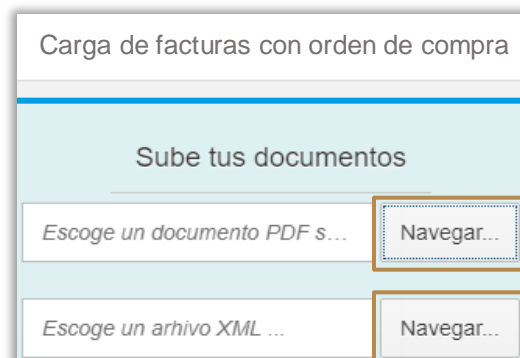 Carga de facturas con orden de compra
Sube tus documentos
Escoge un documento PDF s...
Navegar...
Escoge un arhivo XML ...
Navegar...